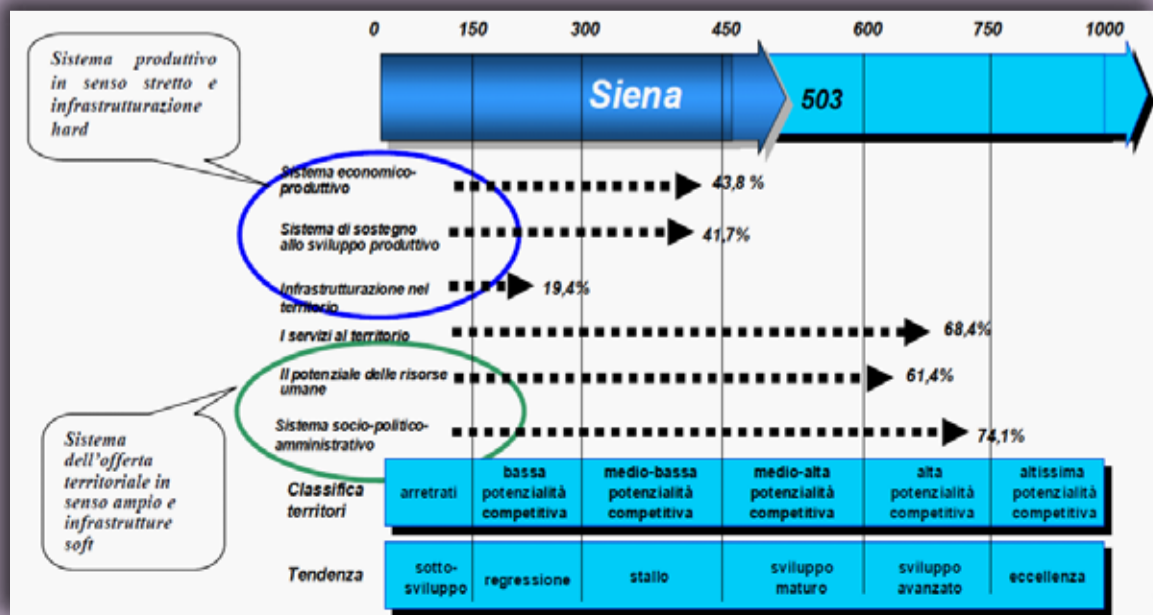 0 150 300 450 600 750 1000
Sistema produttivo
in senso stretto e
infrastrutturazione
hard
Siena
503
Sistema economico-
produttivo
43,8 %
Sistema di sostegno
allo sviluppo produttivo
41,7%
Infrastrutturazione nel
territorio
19,4%
I servizi al territorio
68,4%
Il potenziale delle risorse
umane
61,4%
Sistema socio-politico-
amministrativo
74,1%
Sistema
dell'offerta
territoriale in
senso ampio e
infrastrutture
soft
Classifica
territori
arretrati
bassa
potenzialità
competitiva
medio-bassa
potenzialità
competitiva
medio-alta
potenzialità
competitiva
alta
potenzialità
competitiva
altissima
potenzialità
competitiva
Tendenza
sotto-
sviluppo
regressione
stallo
sviluppo
maturo
sviluppo
avanzato
eccellenza